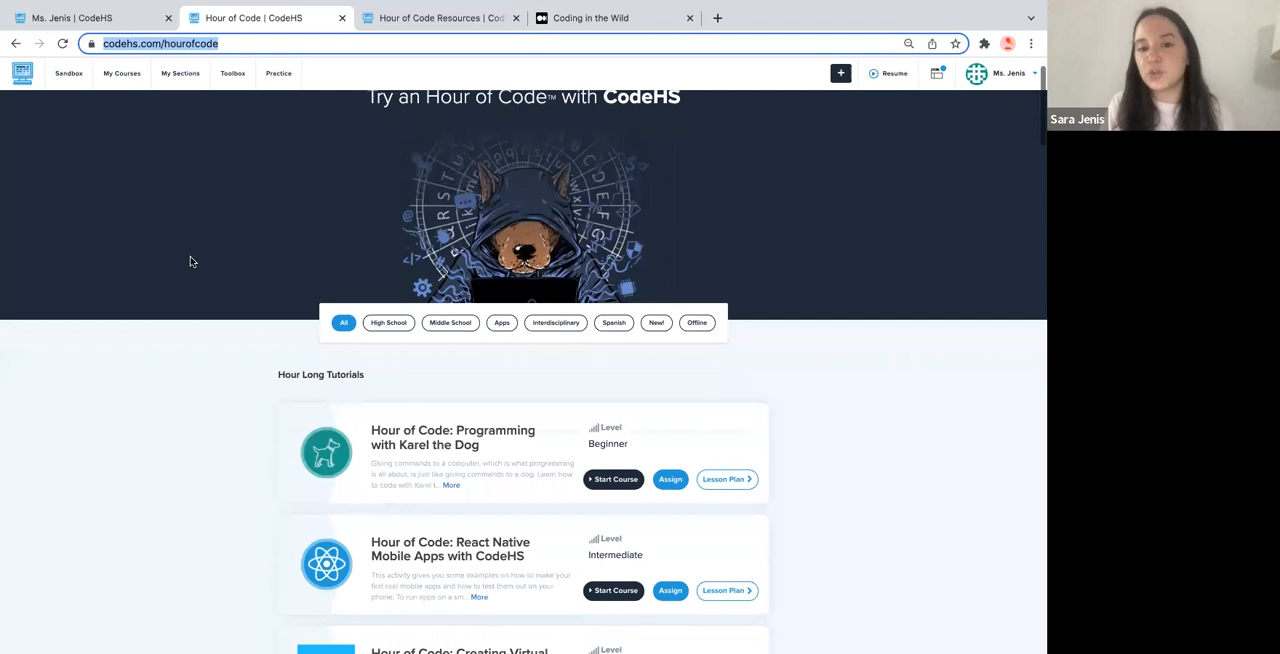 Ms. Jenis | CodeHS
Hour of Code | CodeHS
Hour of Code Resources | Cod
Coding in the Wild
codehs.com/hourofcode
Sandbox
My Courses
My Sections
Toolbox
Practice
+
Resume
Ms. Jenis
Sara Jenis
Try an Hour of Code™ with CodeHS
All
High School
Middle School
Apps
Interdisciplinary
Spanish
New!
Offline
Hour Long Tutorials
Hour of Code: Programming
with Karel the Dog
Giving commands to a computer, which is what programming
is all about, is just like giving commands to a dog. Learn how
to code with Karel t... More
Level
Beginner
Start Course
Assign
Lesson Plan
Hour of Code: React Native
Mobile Apps with CodeHS
This activity gives you some examples on how to make your
first real mobile apps and how to test them out on your
phone. To run apps on a sm... More
Level
Intermediate
Start Course
Assign
Lesson Plan
Hour of Code: Creating Virtual
Level